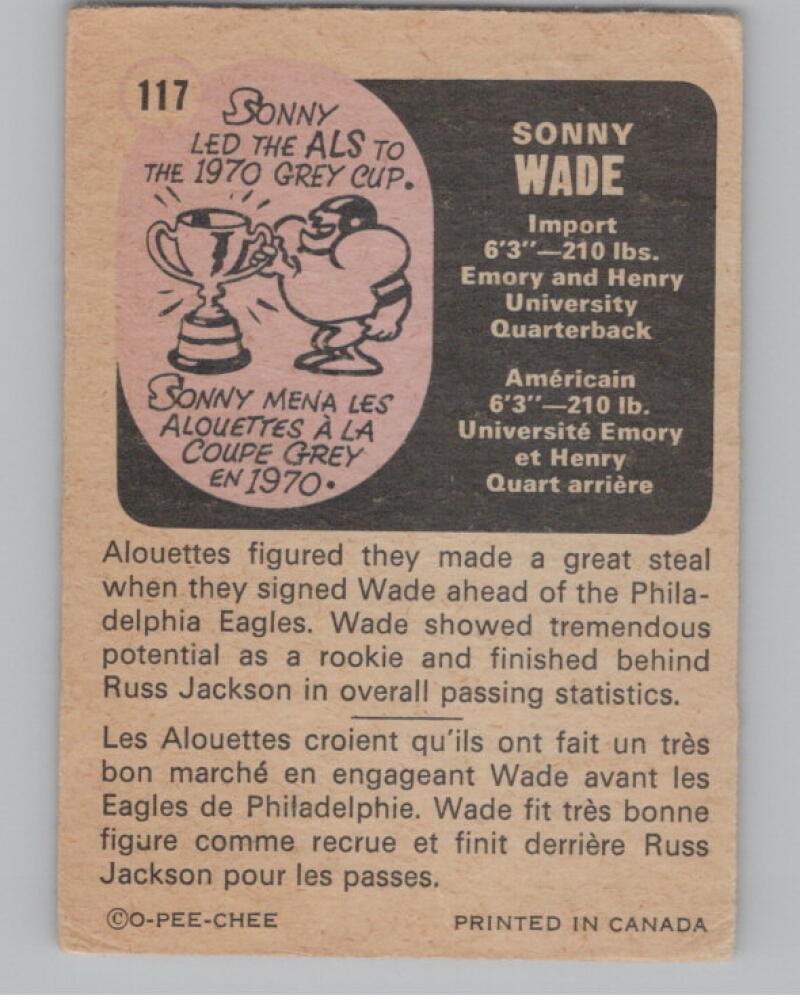 117
SONNY
LED THE ALS TO
THE 1970 GREY CUP.
SONNY MENA LES
ALOUETTES À LA
COUPE GREY
EN 1970.
SONNY
WADE
Import
6'3"—210 lbs.
Emory and Henry
University
Quarterback
Américain
6'3"—210 lb.
Université Emory
et Henry
Quart arrière
Alouettes figured they made a great steal
when they signed Wade ahead of the Phila-
delphia Eagles. Wade showed tremendous
potential as a rookie and finished behind
Russ Jackson in overall passing statistics.
Les Alouettes croient qu'ils ont fait un très
bon marché en engageant Wade avant les
Eagles de Philadelphie. Wade fit très bonne
figure comme recrue et finit derrière Russ
Jackson pour les passes.
©O-PEE-CHEE
PRINTED IN CANADA